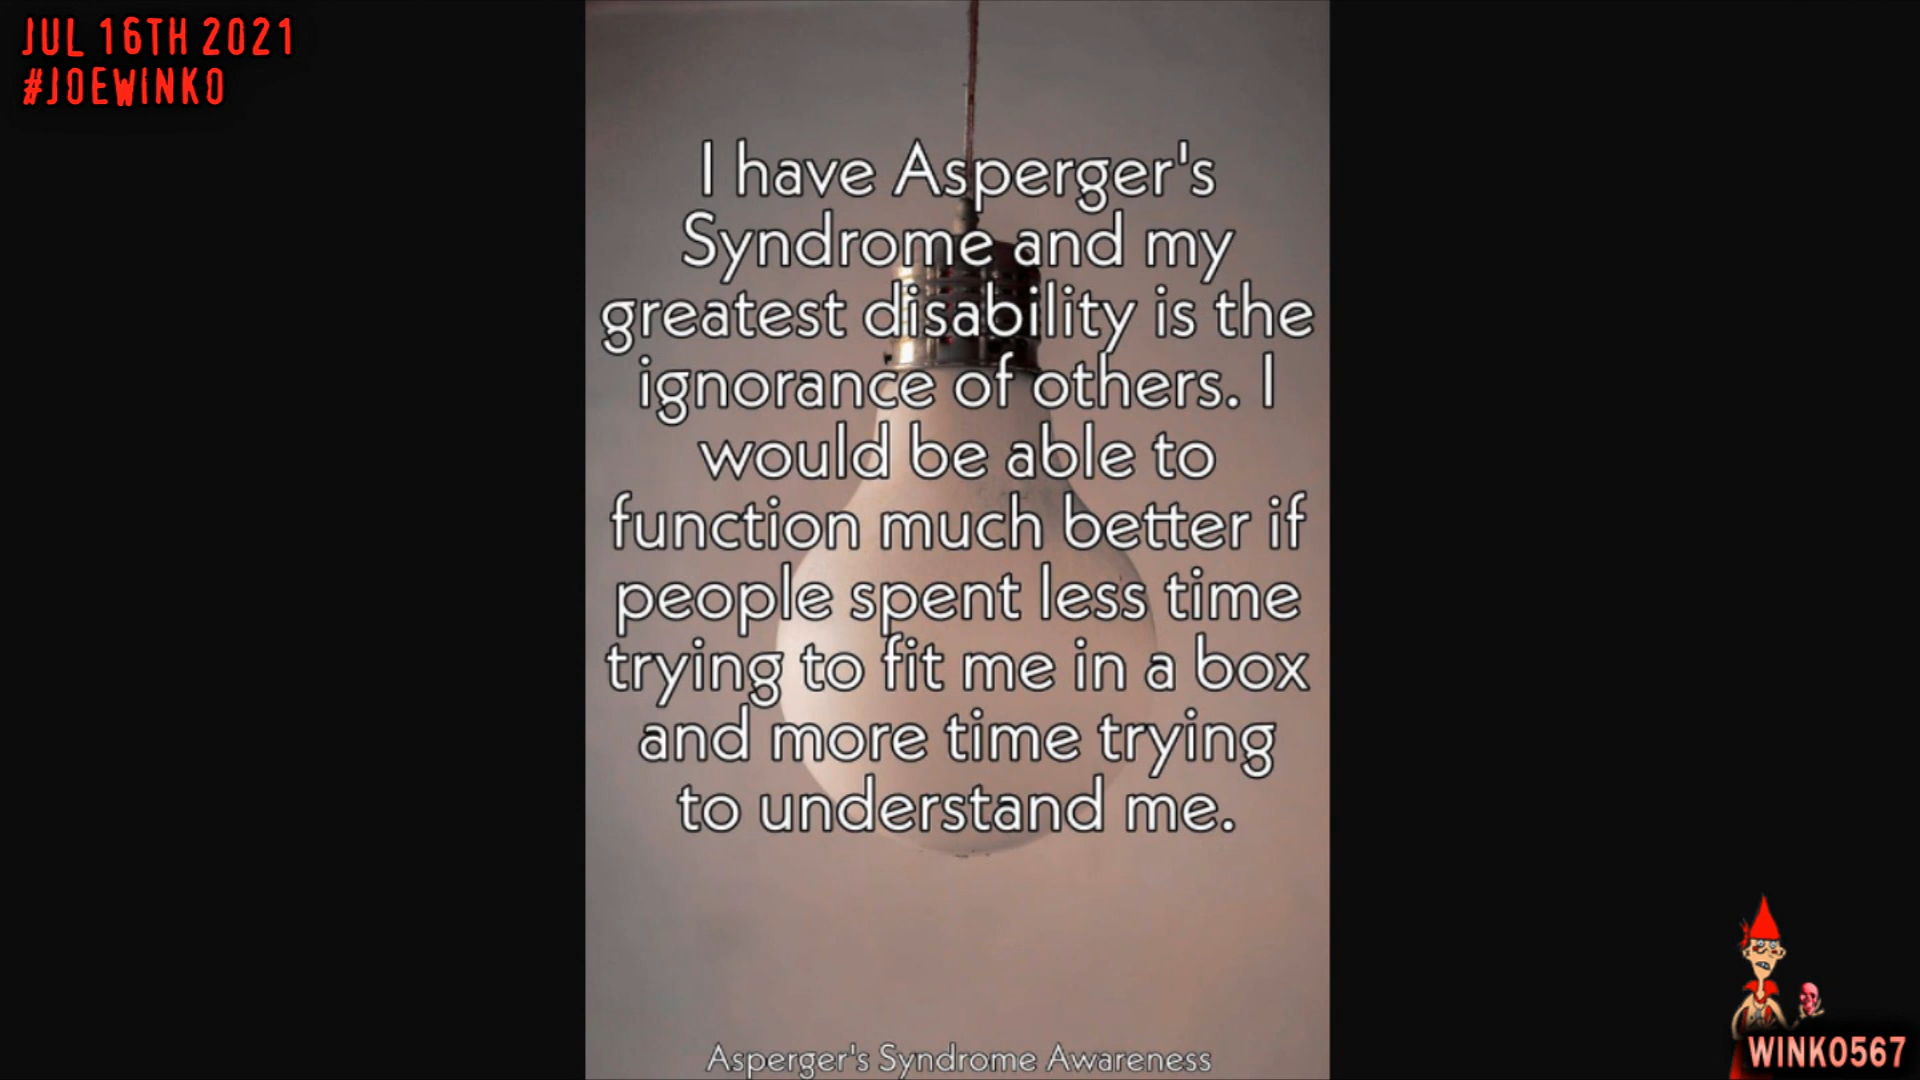 JUL 16TH 2021
#JOEWINKO
I have Asperger's
Syndrome and my
greatest disability is the
ignorance of others. I
would be able to
function much better if
people spent less time
trying to fit me in a box
and more time trying
to understand me.
Asperger's Syndrome Awareness
WINKO567